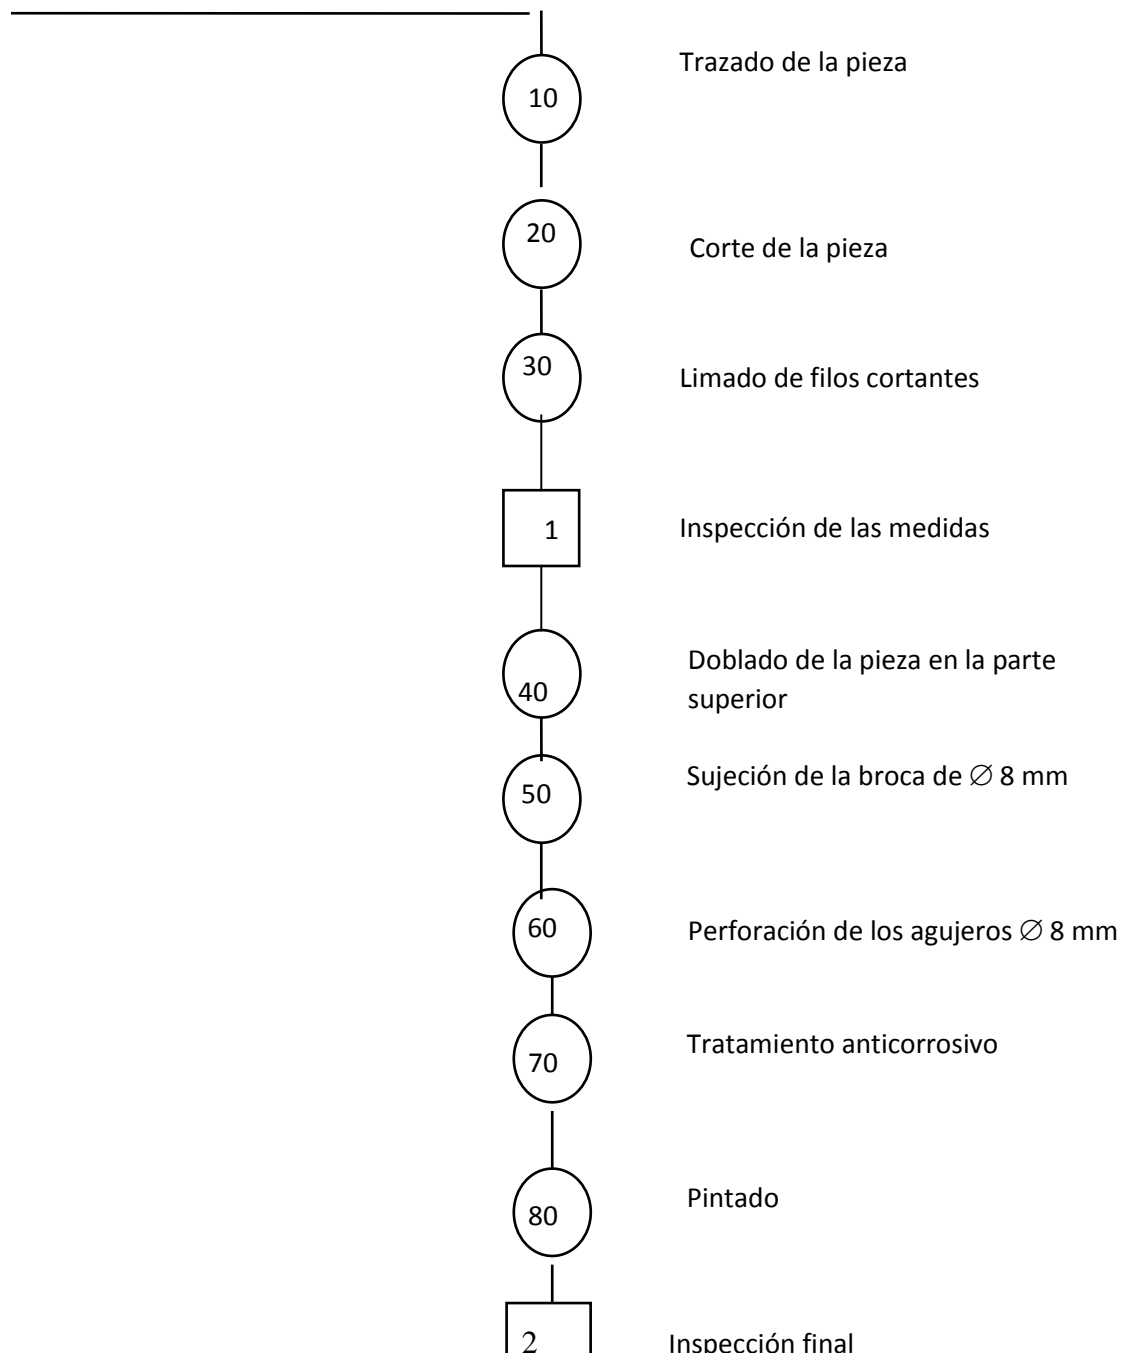 Trazado de la pieza
10
20
Corte de la pieza
30
Limado de filos cortantes
1
Inspección de las medidas
Doblado de la pieza en la parte
superior
40
Sujeción de la broca de ∅ 8 mm
50
60
Perforación de los agujeros ∅ 8 mm
Tratamiento anticorrosivo
70
Pintado
80
2
Inspección final